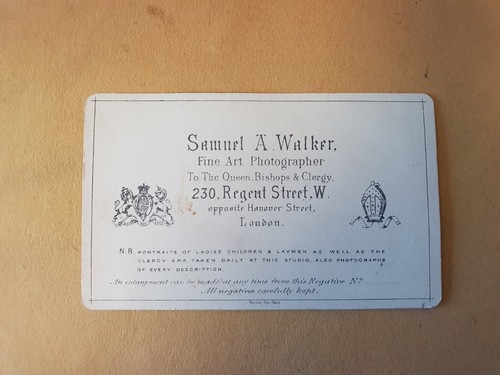 Samuel A. Walker,
Fine Art Photographer
To The Queen, Bishops & Clergy,
230, Regent Street, W.
opposite Hanover Street,
London.
N B. PORTRAITS OF LADIES, CHILDREN & LAYMEN AS WELL AS THE
CLERGY ARE TAKEN DAILY AT THIS STUDIO, ALSO PHOTOGRAPHS
OF EVERY DESCRIPTION.
An enlargement can be made at any time from this Negative No.
All negatives carefully kept.